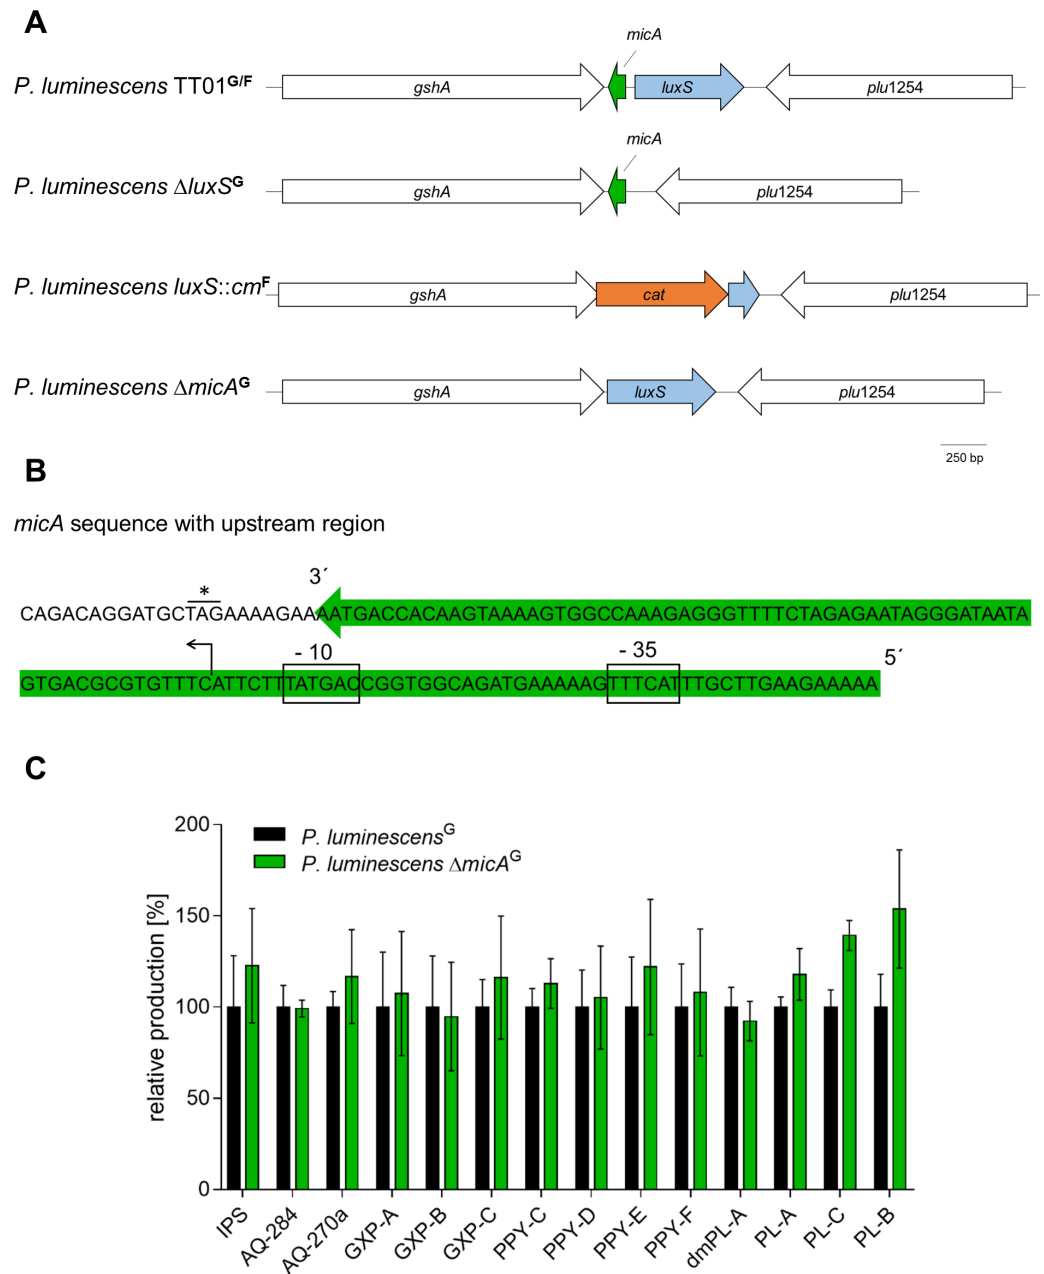 A
micA
P. luminescens TT01G/F
gshA
luxS
plu1254
micA
P. luminescens ΔluxSG
gshA
plu1254
P. luminescens luxS::cmF
gshA
cat
plu1254
P. luminescens ΔmicAG
gshA
luxS
plu1254
250 bp
B
micA sequence with upstream region
3´
*
CAGACAGGATGCTAGAAAAGAAAATGACCACAAGTAAAAGTGGCCAAAGAGGGTTTTCTAGAGAATAGGGATAATA
- 10
- 35
5´
GTGACGCGTGTTTCATTCTTTATGACCGGTGGCAGATGAAAAAGTTTCATTTGCTTGAAGAAAAA
C
P. luminescensG
P. luminescens ΔmicAG
relative production [%]
200
150
100
50
0
IPS
AQ-284
AQ-270a
GXP-A
GXP-B
GXP-C
PPY-C
PPY-D
PPY-E
PPY-F
dmPL-A
PL-A
PL-C
PL-B